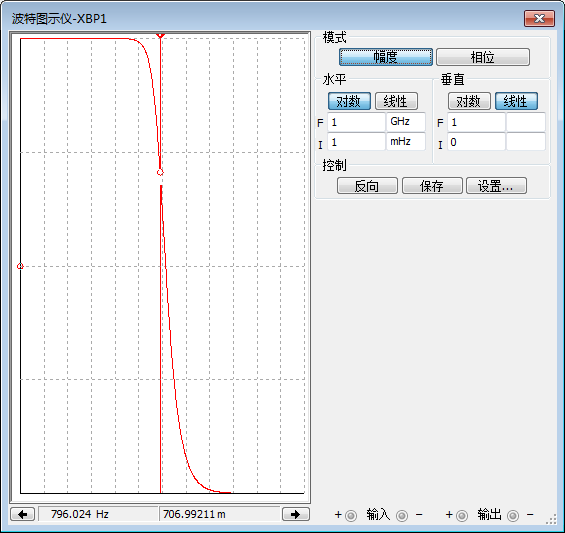 波特图示仪-XBP1
模式
幅度 相位
水平 垂直
对数 线性 对数 线性
F 1 GHz F 1
I 1 mHz I 0
控制
反向 保存 设置...
796.024 Hz 706.99211 m
+ 输入 - + 输出 -